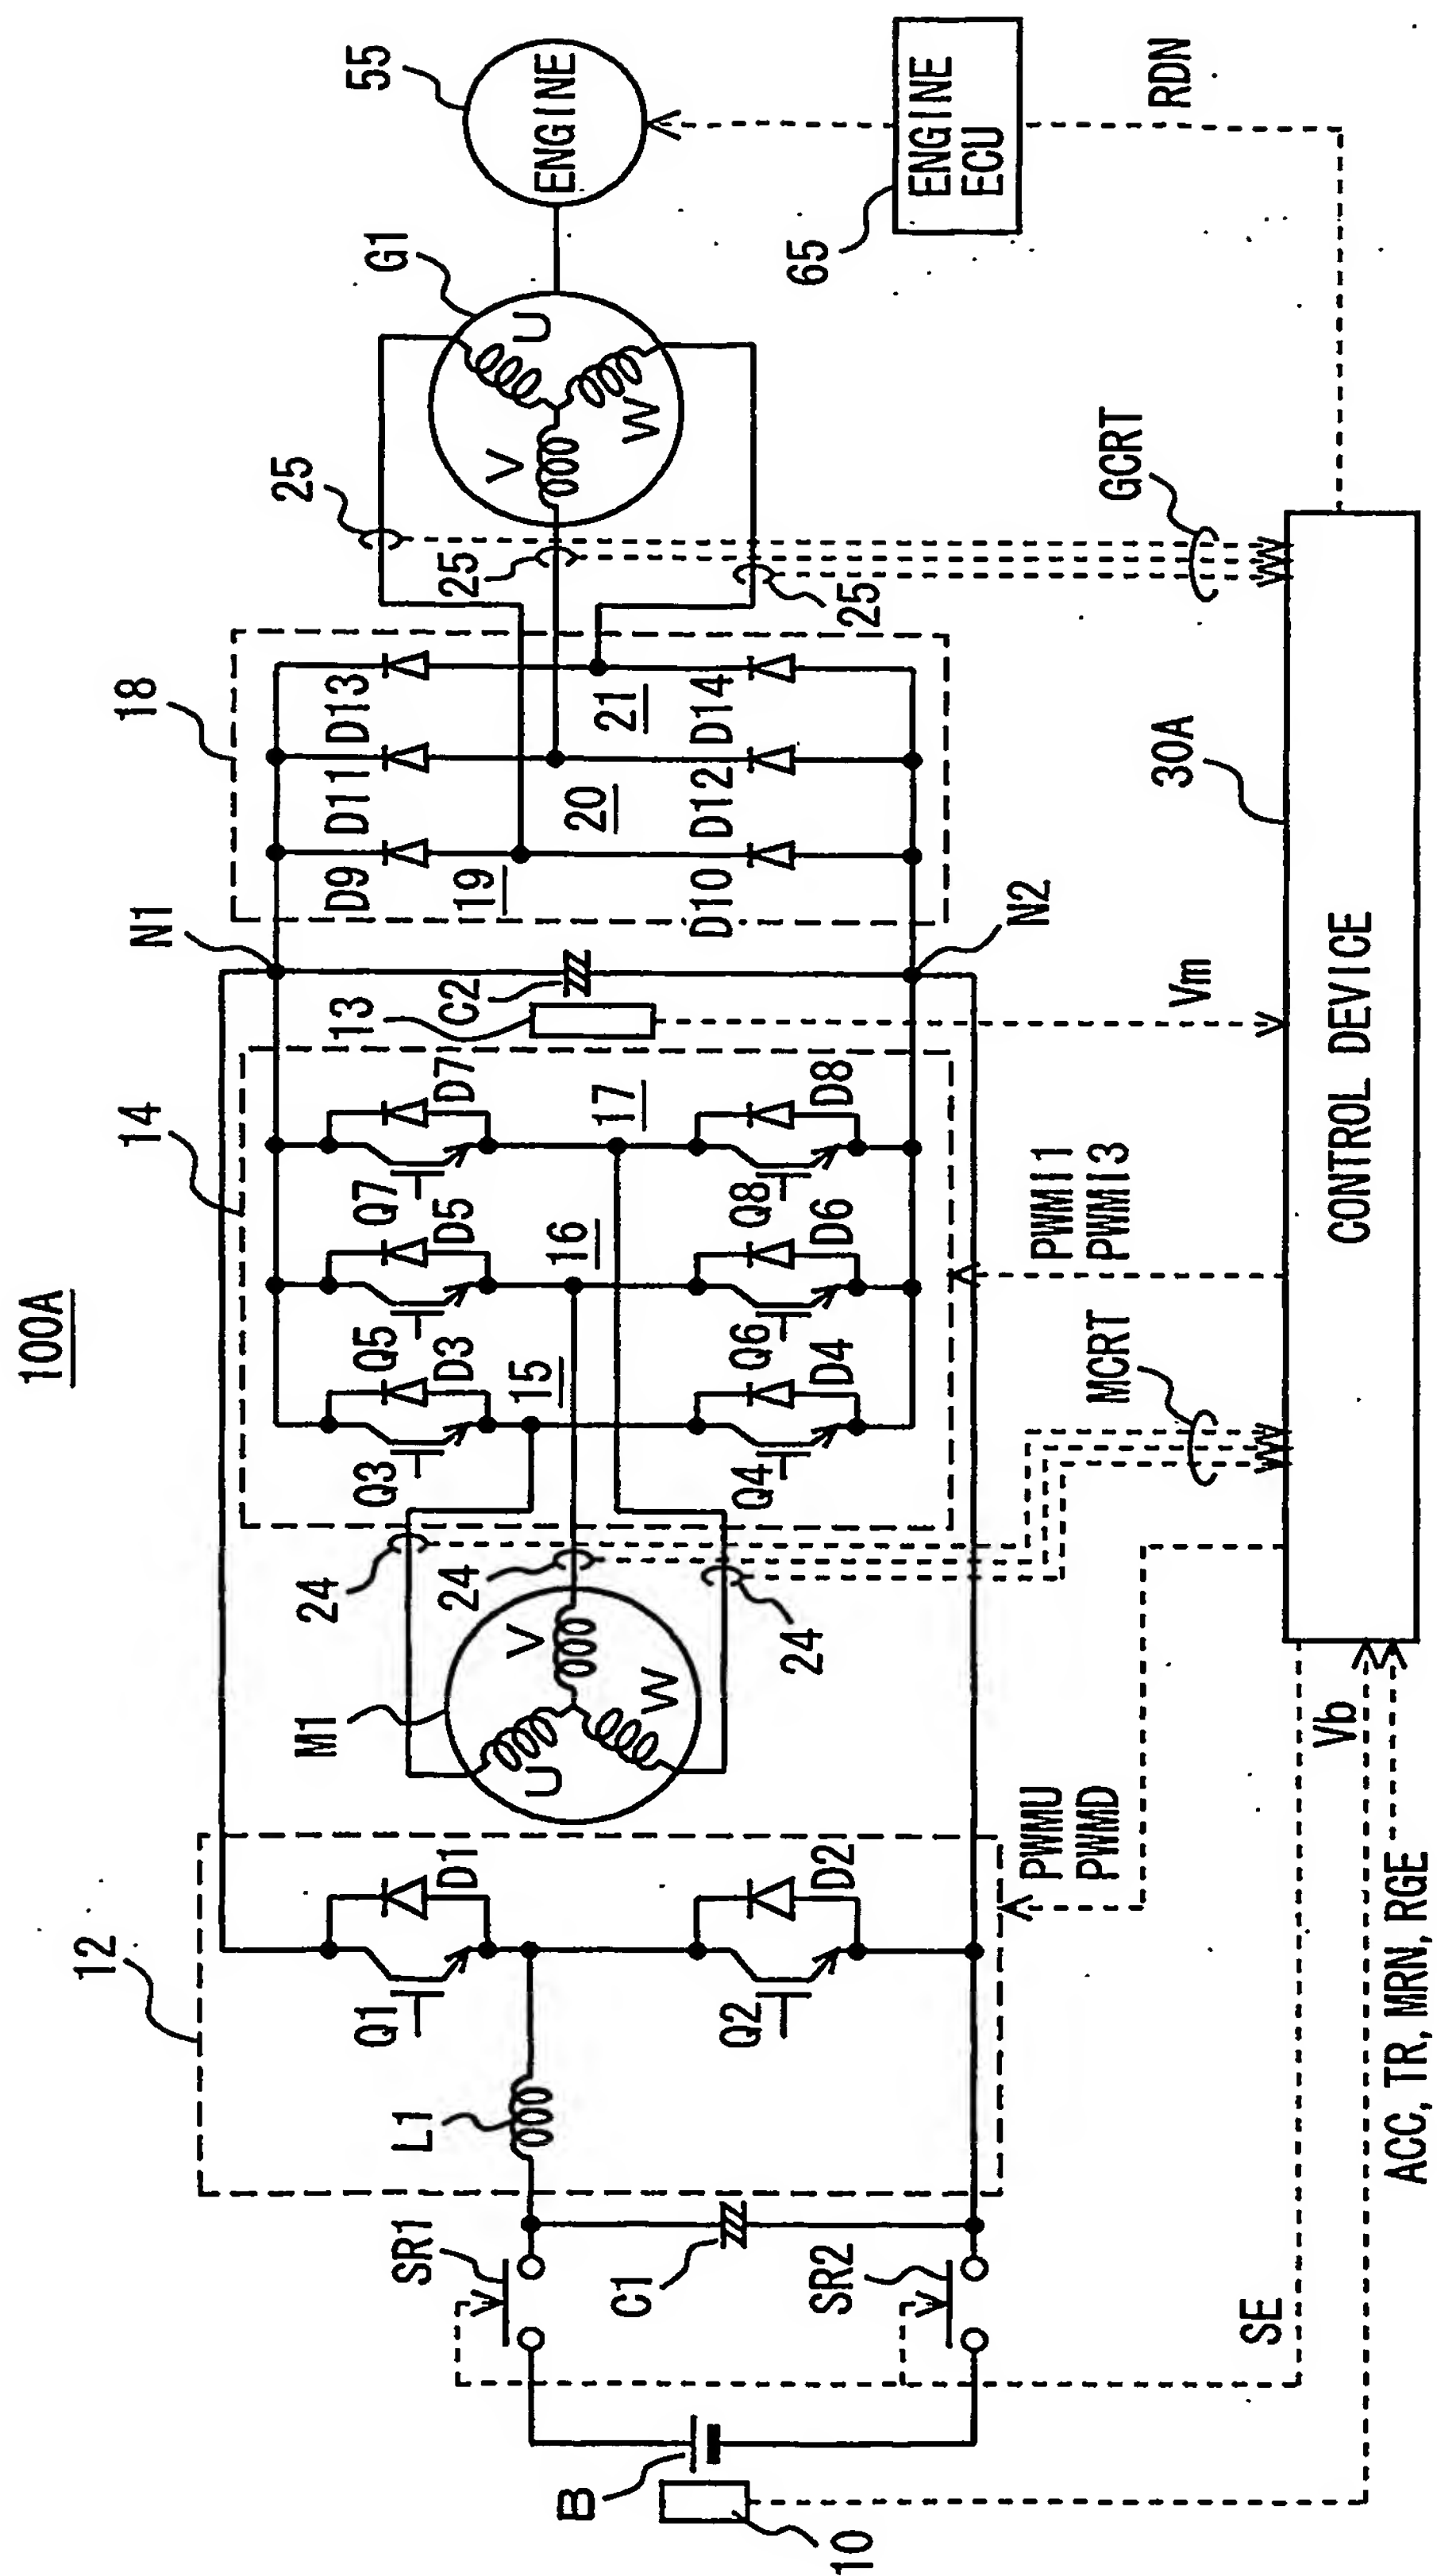 100A
12
14
N1
18
25
G1
55
ENGINE
Q1
D1
M1
24
Q3
D3
Q5
D5
Q7
D7
13
C2
D9
D11
D13
25
V
U
W
SR1
L1
U
V
W
24
15
16
17
19
20
21
25
B
C1
Q2
D2
24
Q4
D4
Q6
D6
Q8
D8
D10
D12
D14
65
ENGINE
ECU
10
SR2
N2
PWMU
PWMD
MCRT
PWMI1
PWMI3
Vm
30A
GCRT
RDN
SE
Vb
ACC, TR, MRN, RGE
CONTROL DEVICE